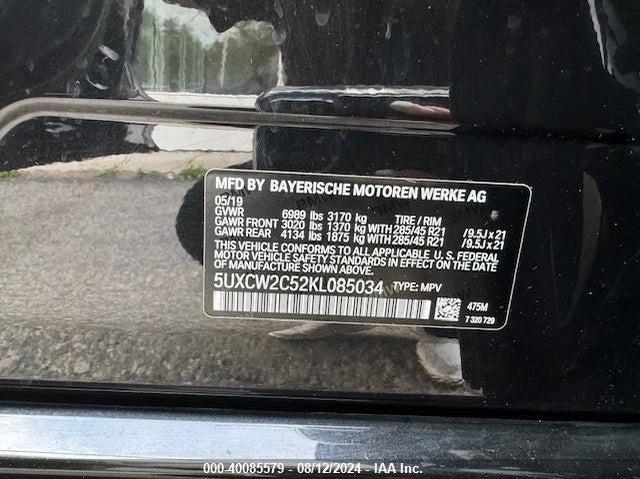 MFD BY BAYERISCHE MOTOREN WERKE AG
05/19
GVWR 6989 lbs 3170 kg TIRE / RIM
GAWR FRONT 3020 lbs 1370 kg WITH 285/45 R21 /9.5J x 21
GAWR REAR 4134 lbs 1875 kg WITH 285/45 R21 /9.5J x 21
THIS VEHICLE CONFORMS TO ALL APPLICABLE U.S. FEDERAL
MOTOR VEHICLE SAFETY STANDARDS IN EFFECT
ON THE DATE OF MANUFACTURE SHOWN ABOVE.
5UXCW2C52KL085034 TYPE: MPV
475M
7 320 729
000-40085579 - 08/12/2024 - IAA Inc.